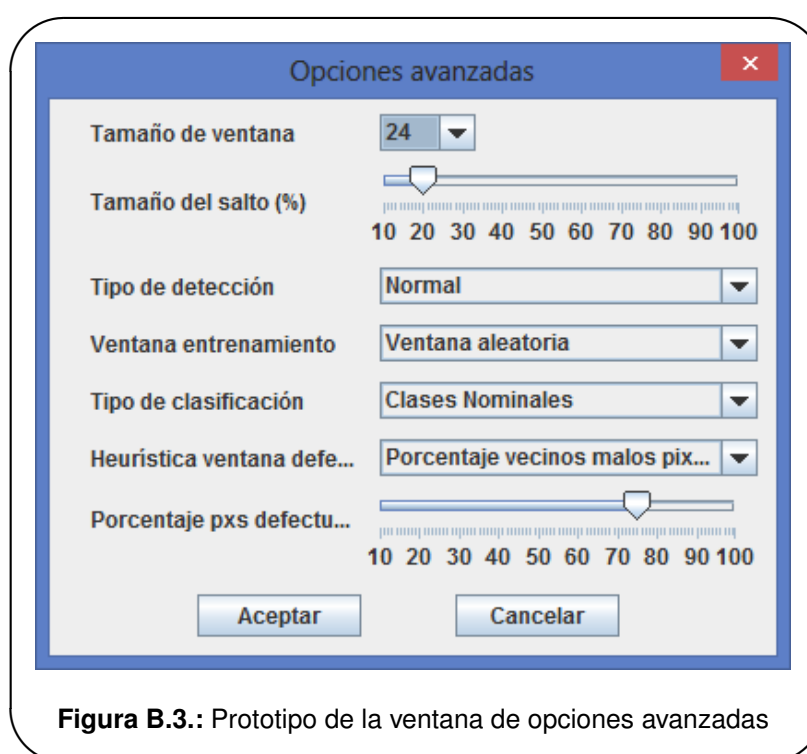 Opciones avanzadas
Tamaño de ventana
24
Tamaño del salto (%)
10 20 30 40 50 60 70 80 90 100
Tipo de detección
Normal
Ventana entrenamiento
Ventana aleatoria
Tipo de clasificación
Clases Nominales
Heurística ventana defe...
Porcentaje vecinos malos pix...
Porcentaje pxs defectu...
10 20 30 40 50 60 70 80 90 100
Aceptar
Cancelar
Figura B.3.: Prototipo de la ventana de opciones avanzadas